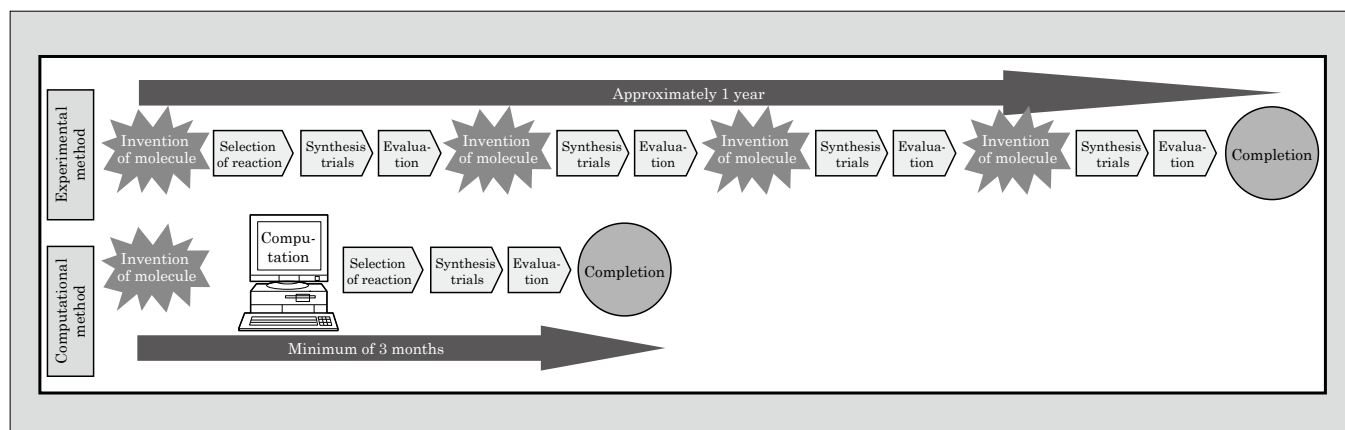 Approximately 1 year
Experimental
method
Invention
of molecule
Selection
of reaction
Synthesis
trials
Evalua-
tion
Invention
of molecule
Synthesis
trials
Evalua-
tion
Invention
of molecule
Synthesis
trials
Evalua-
tion
Invention
of molecule
Synthesis
trials
Evalua-
tion
Completion
Computational
method
Invention
of molecule
Compu-
tation
Selection
of reaction
Synthesis
trials
Evalua-
tion
Completion
Minimum of 3 months